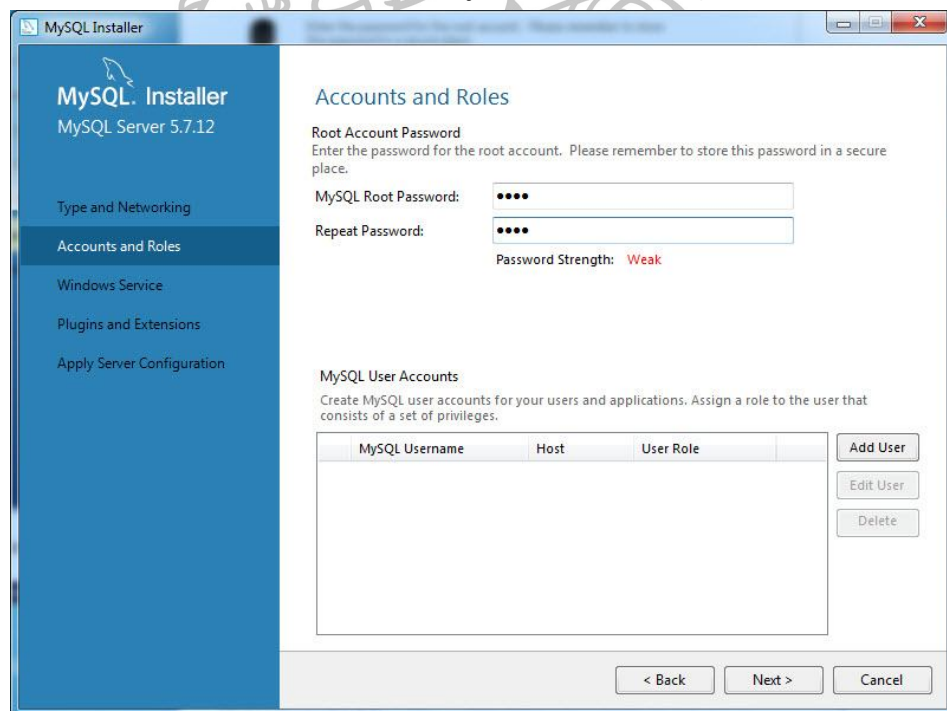 MySQL Installer
MySQL. Installer
MySQL Server 5.7.12
Type and Networking
Accounts and Roles
Windows Service
Plugins and Extensions
Apply Server Configuration
Accounts and Roles
Root Account Password
Enter the password for the root account. Please remember to store this password in a secure
place.
MySQL Root Password: ••••
Repeat Password: ••••
Password Strength: Weak
MySQL User Accounts
Create MySQL user accounts for your users and applications. Assign a role to the user that
consists of a set of privileges.
MySQL Username Host User Role
Add User
Edit User
Delete
< Back Next > Cancel